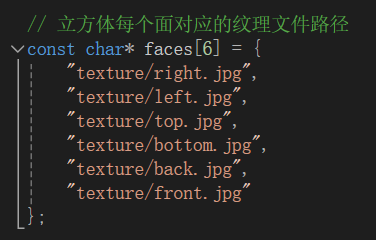 // 立方体每个面对应的纹理文件路径
const char* faces[6] = {
"texture/right.jpg",
"texture/left.jpg",
"texture/top.jpg",
"texture/bottom.jpg",
"texture/back.jpg",
"texture/front.jpg"
};